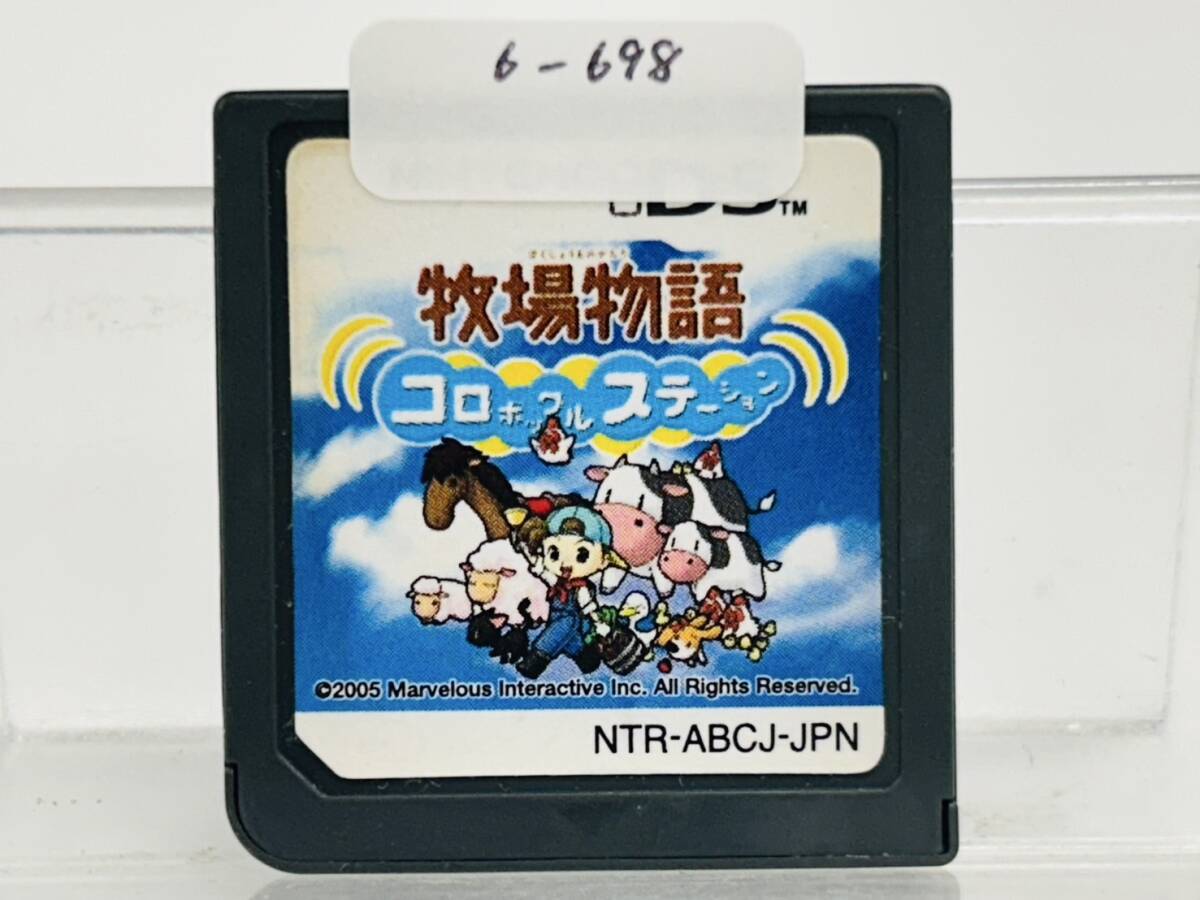 6-698
DS™
ぼくじょうものがたり
牧場物語
コロボックルステーション
©2005 Marvelous Interactive Inc. All Rights Reserved.
NTR-ABCJ-JPN